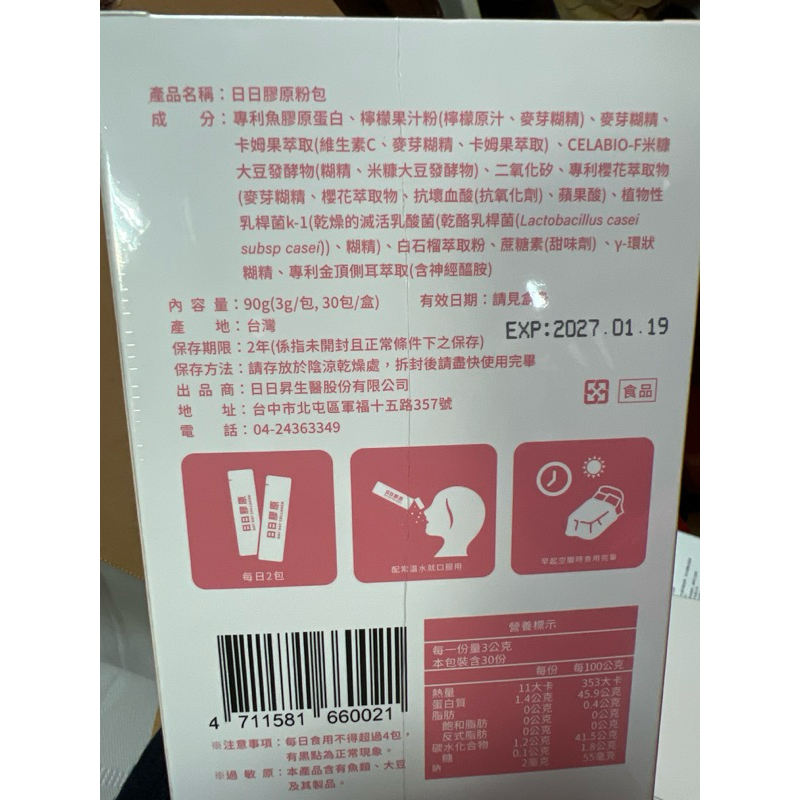 產品名稱：日日膠原粉包
成　　分：專利魚膠原蛋白、檸檬果汁粉(檸檬原汁、麥芽糊精)、麥芽糊精、
卡姆果萃取(維生素C、麥芽糊精、卡姆果萃取)、CELABIO-F米糠
大豆發酵物(糊精、米糠大豆發酵物)、二氧化矽、專利櫻花萃取物
(麥芽糊精、櫻花萃取物、抗壞血酸(抗氧化劑)、蘋果酸)、植物性
乳桿菌k-1(乾燥的滅活乳酸菌(乾酪乳桿菌(Lactobacillus casei
subsp casei))、糊精)、白石榴萃取粉、蔗糖素(甜味劑)、γ-環狀
糊精、專利金頂側耳萃取(含神經醯胺)
內 容 量：90g(3g/包, 30包/盒)　有效日期：請見盒
EXP:2027.01.19
產　　地：台灣
保存期限：2年(係指未開封且正常條件下之保存)
保存方法：請存放於陰涼乾燥處，拆封後請盡快使用完畢
出 品 商：日日昇生醫股份有限公司
食品
地　　址：台中市北屯區軍福十五路357號
電　　話：04-24363349
日日膠原
日日膠原
日日膠原
每日2包
配常溫水就口服用
早起空腹時食用完畢
營養標示
每一份量3公克
本包裝含30份
每份 每100公克
熱量 11大卡 353大卡
蛋白質 1.4公克 45.9公克
脂肪 0公克 0.4公克
飽和脂肪 0公克 0公克
反式脂肪 0公克 0公克
碳水化合物 1.2公克 41.5公克
糖 0.1公克 1.8公克
鈉 2毫克 55毫克
4 711581 660021
※注意事項：每日食用不得超過4包，
有黑點為正常現象。
※過 敏 原：本產品含有魚類、大豆
及其製品。